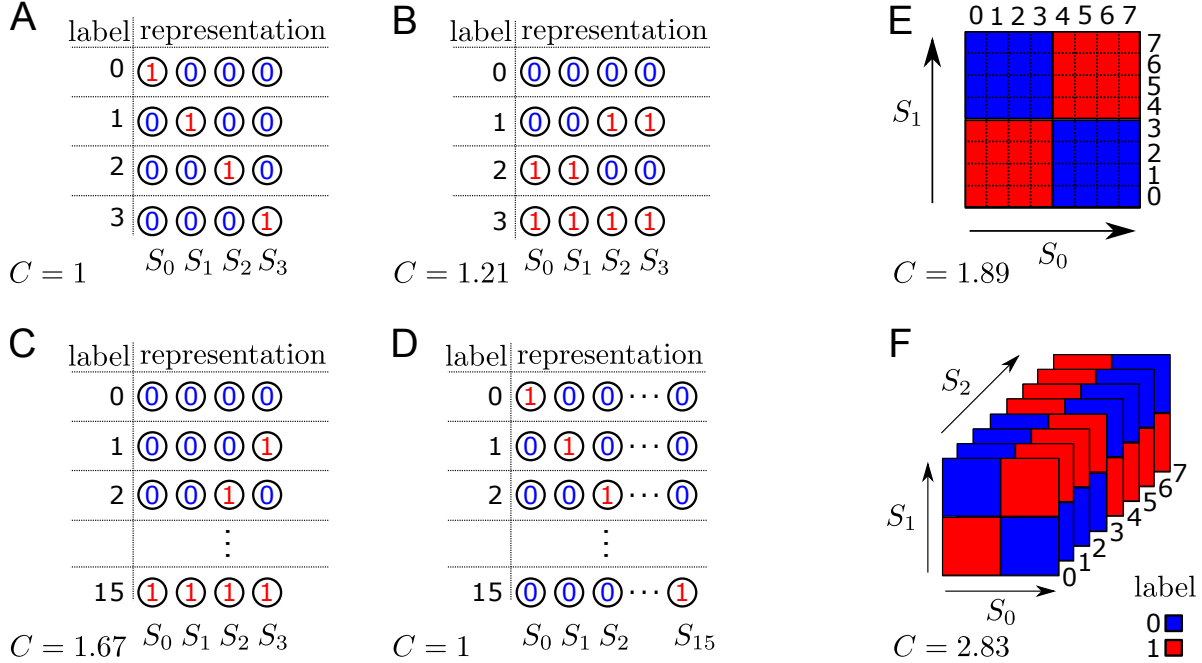 A
label representation
0 1 0 0 0
1 0 1 0 0
2 0 0 1 0
3 0 0 0 1
S₀ S₁ S₂ S₃
C = 1
B
label representation
0 0 0 0 0
1 0 0 1 1
2 1 1 0 0
3 1 1 1 1
S₀ S₁ S₂ S₃
C = 1.21
E
0 1 2 3 4 5 6 7
7
6
5
4
3
2
1
0
S₁
S₀
C = 1.89
C
label representation
0 0 0 0 0
1 0 0 0 1
2 0 0 1 0
⋮
15 1 1 1 1
S₀ S₁ S₂ S₃
C = 1.67
D
label representation
0 1 0 0 ··· 0
1 0 1 0 ··· 0
2 0 0 1 ··· 0
⋮
15 0 0 0 ··· 1
S₀ S₁ S₂ S₁₅
C = 1
F
S₂
S₁
0 1 2 3 4 5 6 7
S₀
C = 2.83
label
0
1